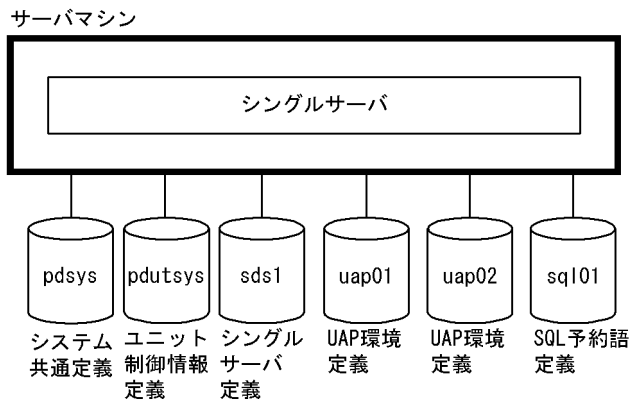 サーバマシン
シングルサーバ
pdsys
pdutsys
sds1
uap01
uap02
sql01
システム
共通定義
ユニット
制御情報
定義
シングル
サーバ
定義
UAP環境
定義
UAP環境
定義
SQL予約語
定義